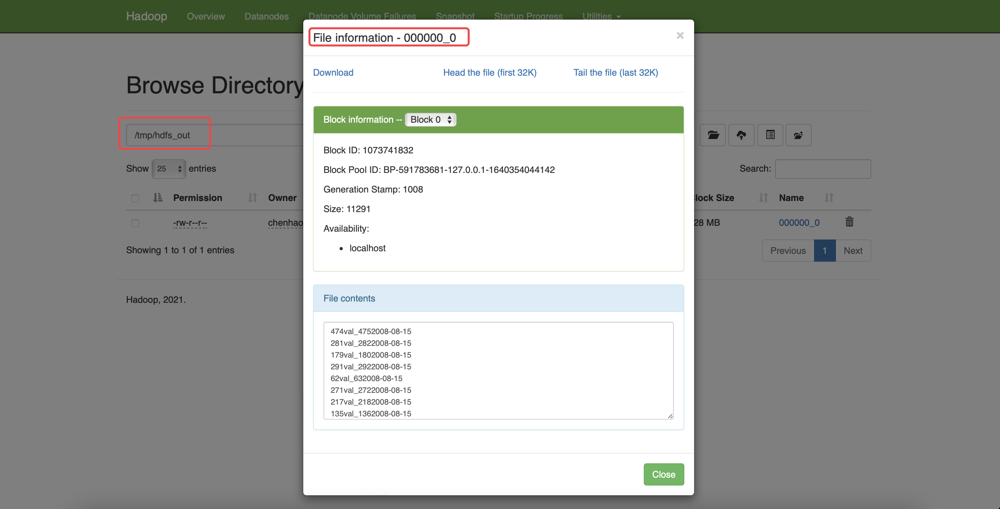 Hadoop Overview Datanodes Datanode Volume Failures Snapshot Startup Progress Utilities
File information - 000000_0
×
Download Head the file (first 32K) Tail the file (last 32K)
Browse Directory
Block information -- Block 0
/tmp/hdfs_out
Block ID: 1073741832
Block Pool ID: BP-591783681-127.0.0.1-1640354044142
Generation Stamp: 1008
Size: 11291
Availability:
• localhost
Show 25 entries
Search:
Permission Owner lock Size Name
-rw-r--r-- chenhao 28 MB 000000_0
Showing 1 to 1 of 1 entries
Previous 1 Next
Hadoop, 2021.
File contents
474val_4752008-08-15
281val_2822008-08-15
179val_1802008-08-15
291val_2922008-08-15
62val_632008-08-15
271val_2722008-08-15
217val_2182008-08-15
135val_1362008-08-15
Close